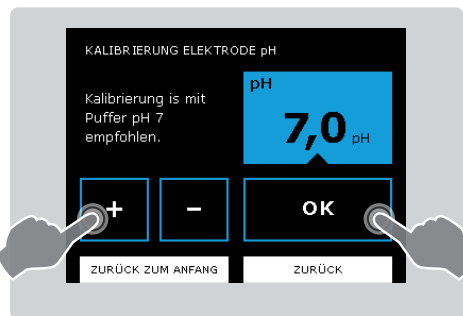 KALIBRIERUNG ELEKTRODE pH
Kalibrierung is mit
Puffer pH 7
empfohlen.
pH
7,0 pH
+
–
OK
ZURÜCK ZUM ANFANG
ZURÜCK